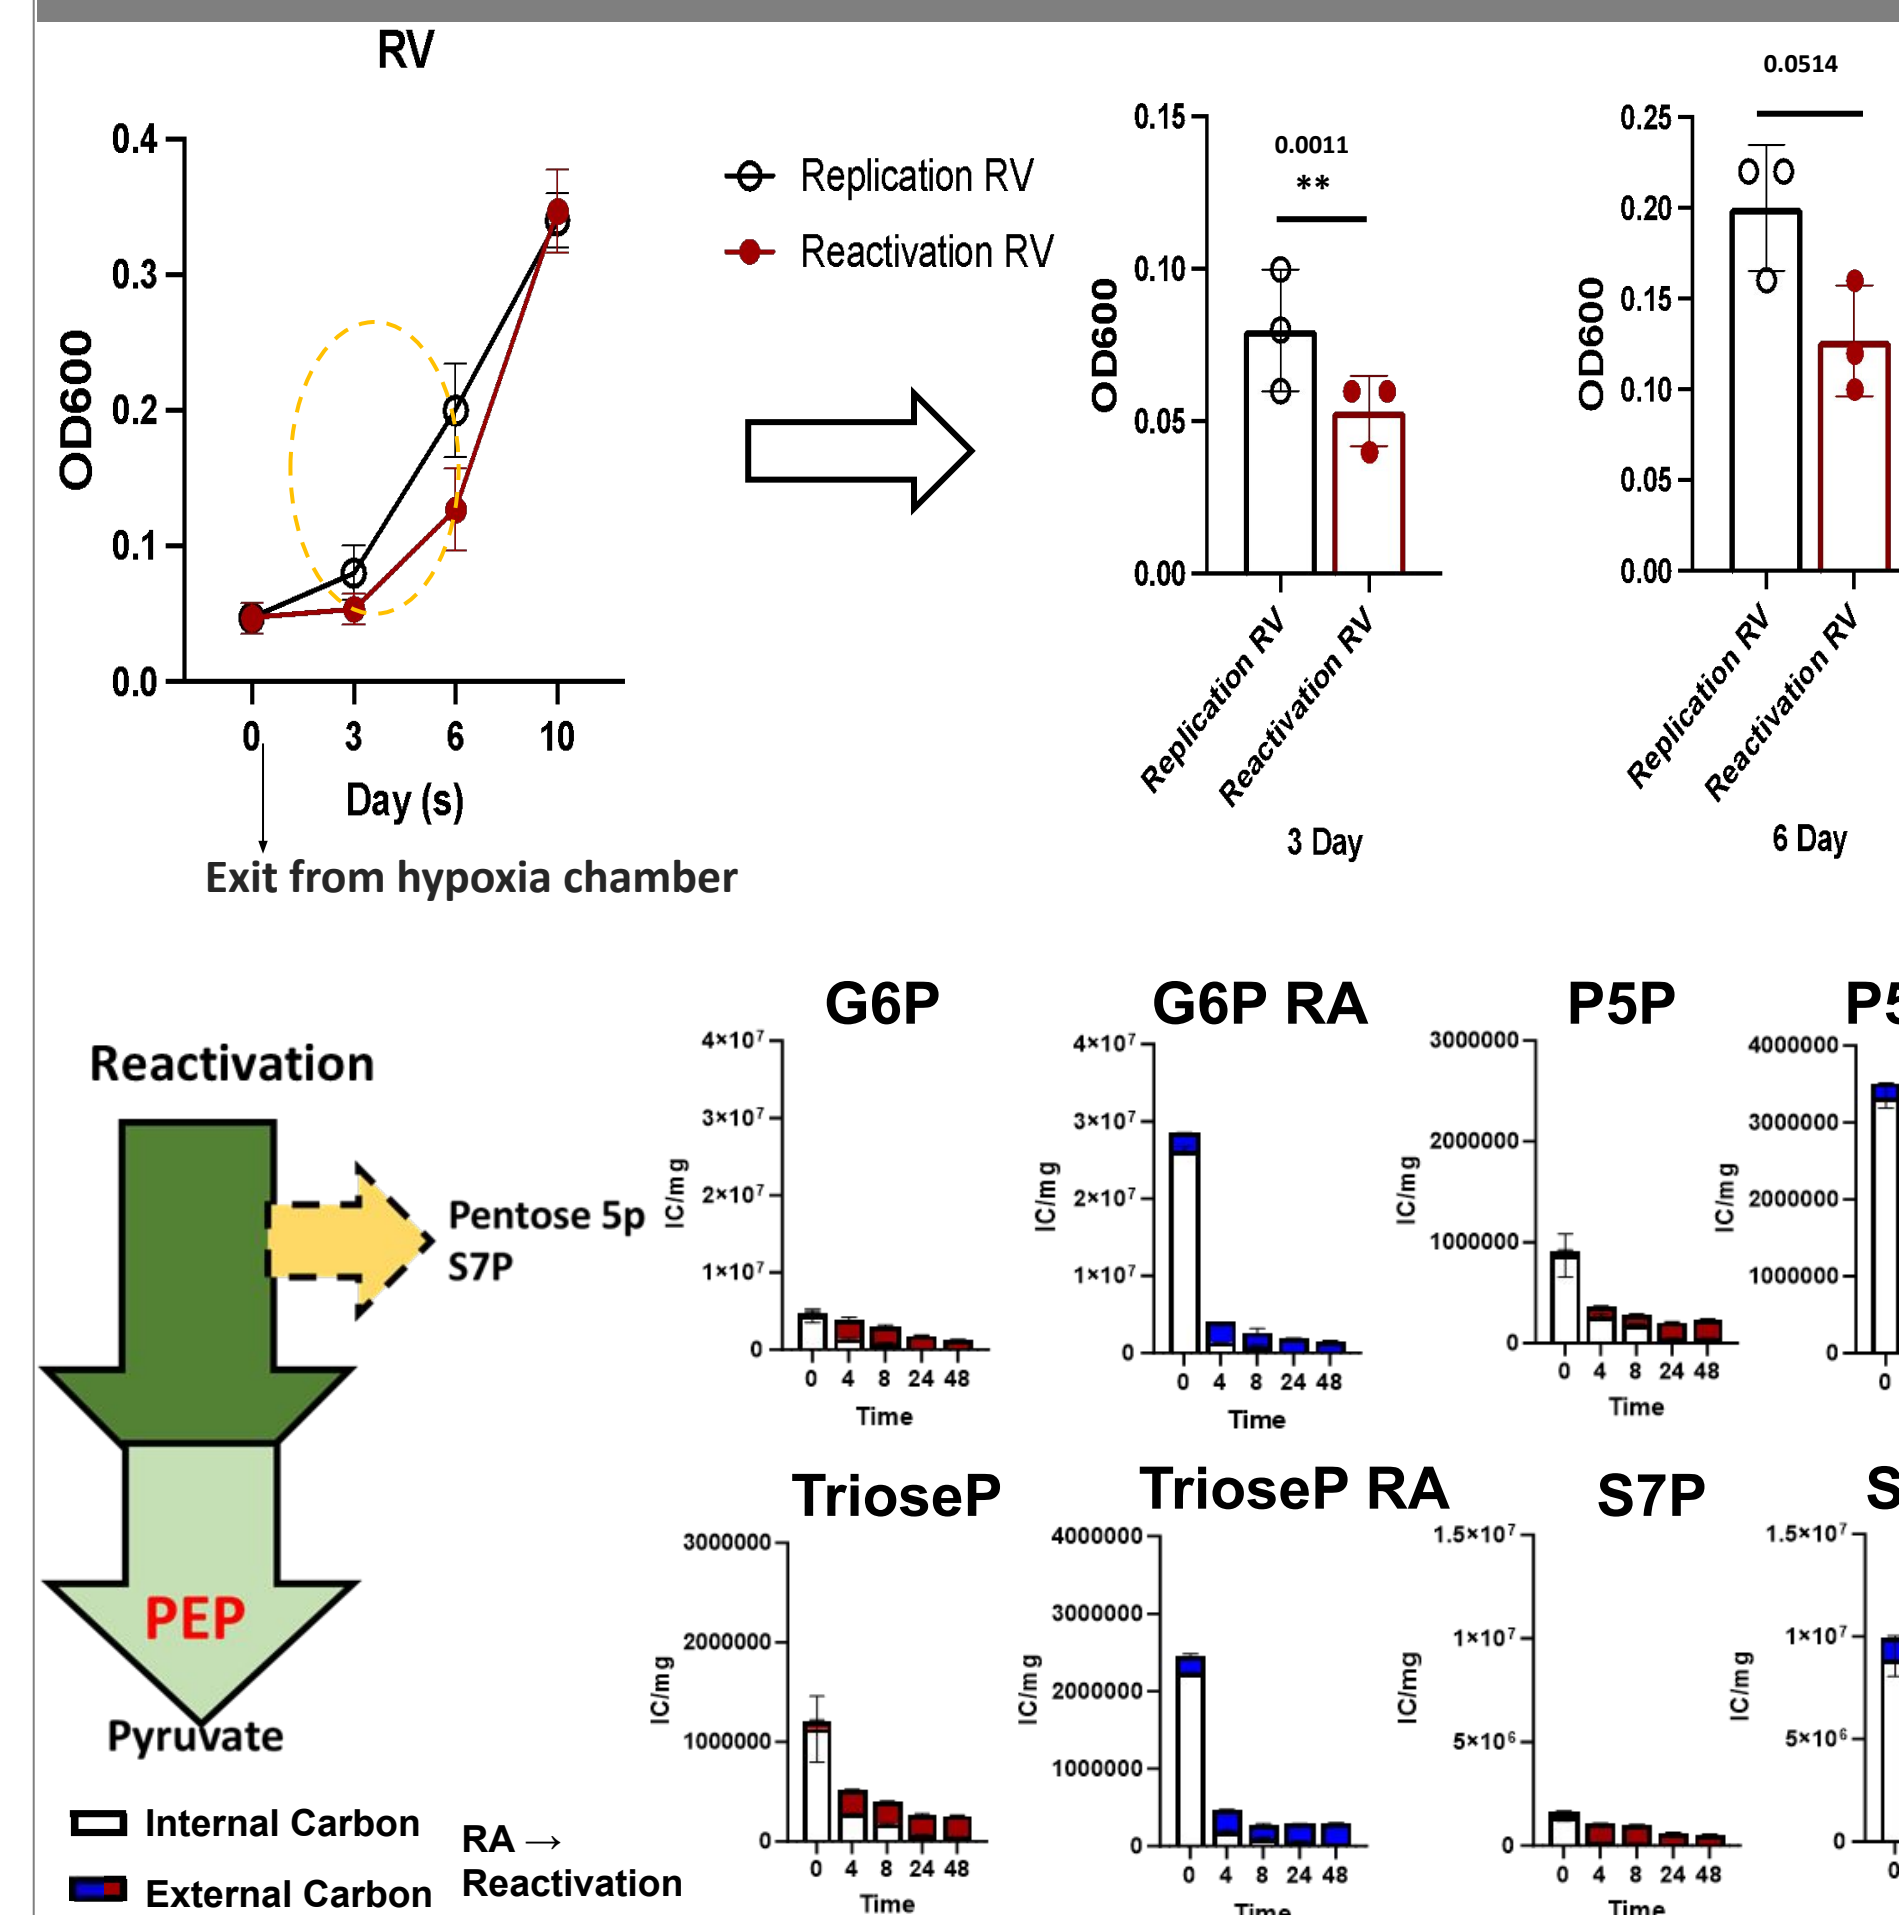 RV
0.4
0.3
0.2
0.1
0.0
OD600
0
3
6
10
Day (s)
Exit from hypoxia chamber
Replication RV
Reactivation RV
0.15
0.10
0.05
0.00
OD600
0.0011
**
Replication RV
Reactivation RV
3 Day
0.25
0.20
0.15
0.10
0.05
0.00
OD600
0.0514
Replication RV
Reactivation RV
6 Day
Reactivation
Pentose 5p
S7P
PEP
Pyruvate
Internal Carbon
External Carbon
RA →
Reactivation
G6P
4×10⁷
3×10⁷
2×10⁷
1×10⁷
0
IC/mg
0 4 8 24 48
Time
G6P RA
4×10⁷
3×10⁷
2×10⁷
1×10⁷
0
IC/mg
0 4 8 24 48
Time
P5P
3000000
2000000
1000000
0
IC/mg
0 4 8 24 48
Time
P5
4000000
3000000
2000000
1000000
0
IC/mg
0
TrioseP
3000000
2000000
1000000
0
IC/mg
0 4 8 24 48
Time
TrioseP RA
4000000
3000000
2000000
1000000
0
IC/mg
0 4 8 24 48
Time
S7P
1.5×10⁷
1×10⁷
5×10⁶
0
IC/mg
0 4 8 24 48
Time
S
1.5×10⁷
1×10⁷
5×10⁶
0
IC/mg
0